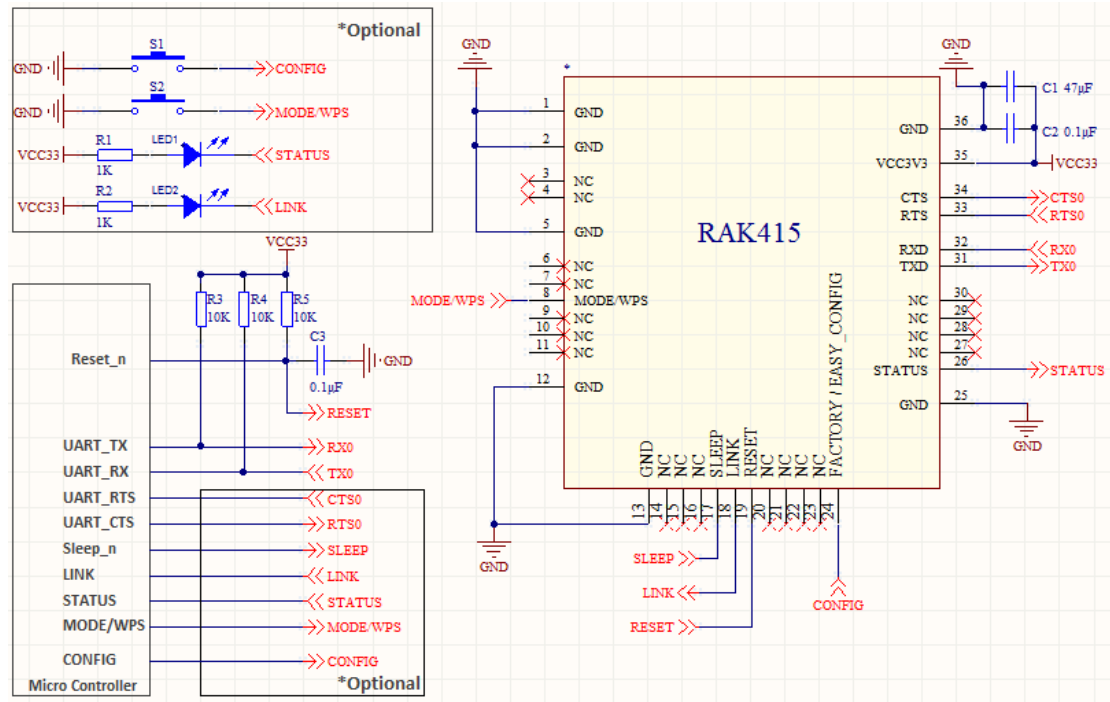 *Optional
GND S1 CONFIG
GND S2 MODE/WPS
VCC33 R1 1K LED1 STATUS
VCC33 R2 1K LED2 LINK
VCC33
R3 10K
R4 10K
R5 10K
C3 0.1μF GND
Reset_n
RESET
UART_TX RX0
UART_RX TX0
UART_RTS CTS0
UART_CTS RTS0
Sleep_n SLEEP
LINK LINK
STATUS STATUS
MODE/WPS MODE/WPS
CONFIG CONFIG
Micro Controller
*Optional
GND
*
RAK415
1 GND
2 GND
3 NC
4 NC
5 GND
6 NC
7 NC
MODE/WPS 8 MODE/WPS
9 NC
10 NC
11 NC
12 GND
GND
13 GND
14 NC
15 NC
16 NC
17 SLEEP
18 LINK
19 RESET
20 NC
21 NC
22 NC
23 NC
24 FACTORY / EASY_CONFIG
SLEEP
LINK
RESET
CONFIG
GND
C1 47μF
C2 0.1μF
GND 36
VCC3V3 35 VCC33
CTS 34 CTS0
RTS 33 RTS0
RXD 32 RX0
TXD 31 TX0
NC 30
NC 29
NC 28
NC 27
STATUS 26 STATUS
GND 25
GND